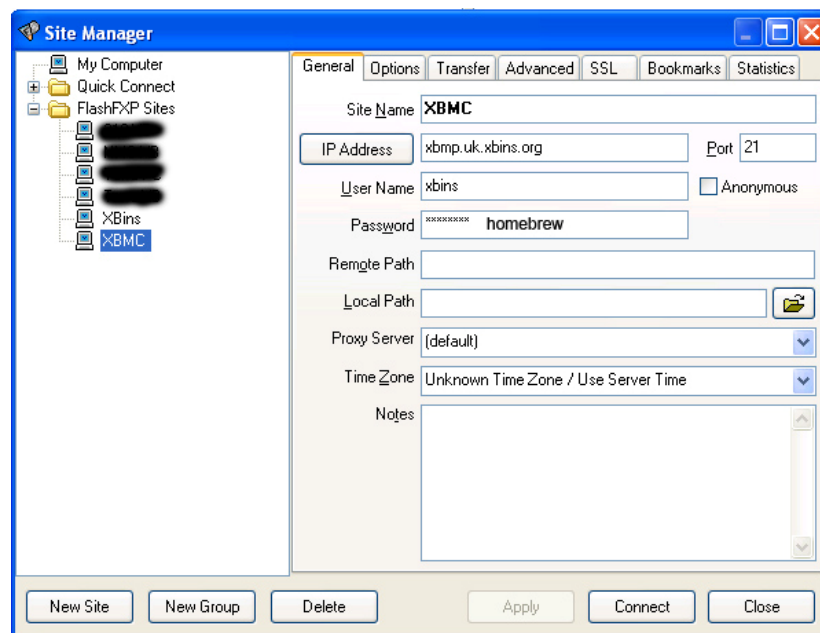 Site Manager
My Computer
Quick Connect
FlashFXP Sites
XBins
XBMC
General Options Transfer Advanced SSL Bookmarks Statistics
Site Name XBMC
IP Address xbmp.uk.xbins.org Port 21
User Name xbins Anonymous
Password ******** homebrew
Remote Path
Local Path
Proxy Server (default)
Time Zone Unknown Time Zone / Use Server Time
Notes
New Site New Group Delete Apply Connect Close